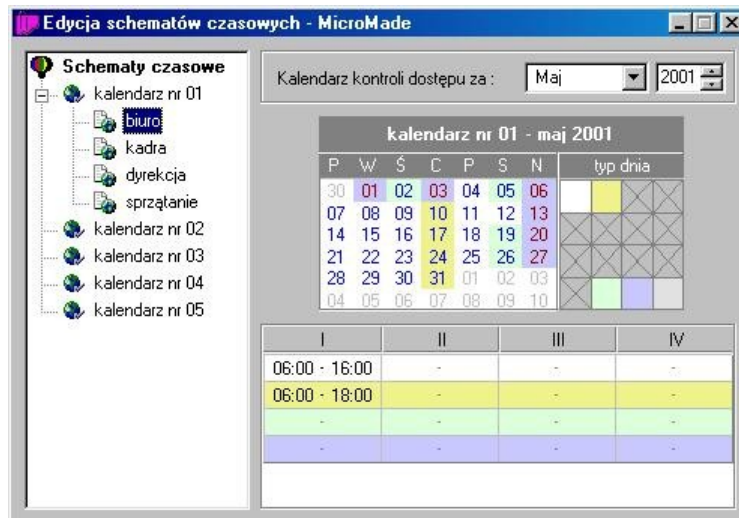 Edycja schematów czasowych - MicroMade
Schematy czasowe
kalendarz nr 01
biuro
kadra
dyrekcja
sprzątanie
kalendarz nr 02
kalendarz nr 03
kalendarz nr 04
kalendarz nr 05
Kalendarz kontroli dostępu za : Maj 2001
kalendarz nr 01 - maj 2001
P W Ś C P S N typ dnia
30 01 02 03 04 05 06
07 08 09 10 11 12 13
14 15 16 17 18 19 20
21 22 23 24 25 26 27
28 29 30 31 01 02 03
04 05 06 07 08 09 10
I II III IV
06:00 - 16:00 - - -
06:00 - 18:00 - - -
- - - -
- - - -